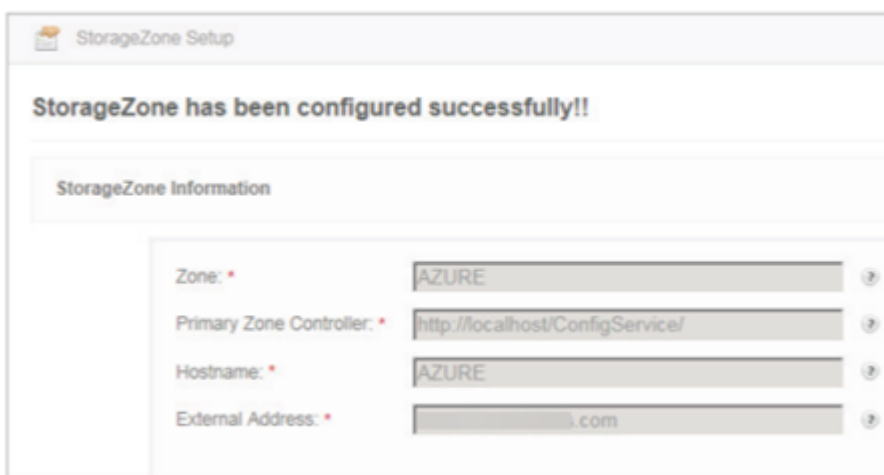 StorageZone Setup
StorageZone has been configured successfully!!
StorageZone Information
Zone: * AZURE
Primary Zone Controller: * http://localhost/ConfigService/
Hostname: * AZURE
External Address: * .com